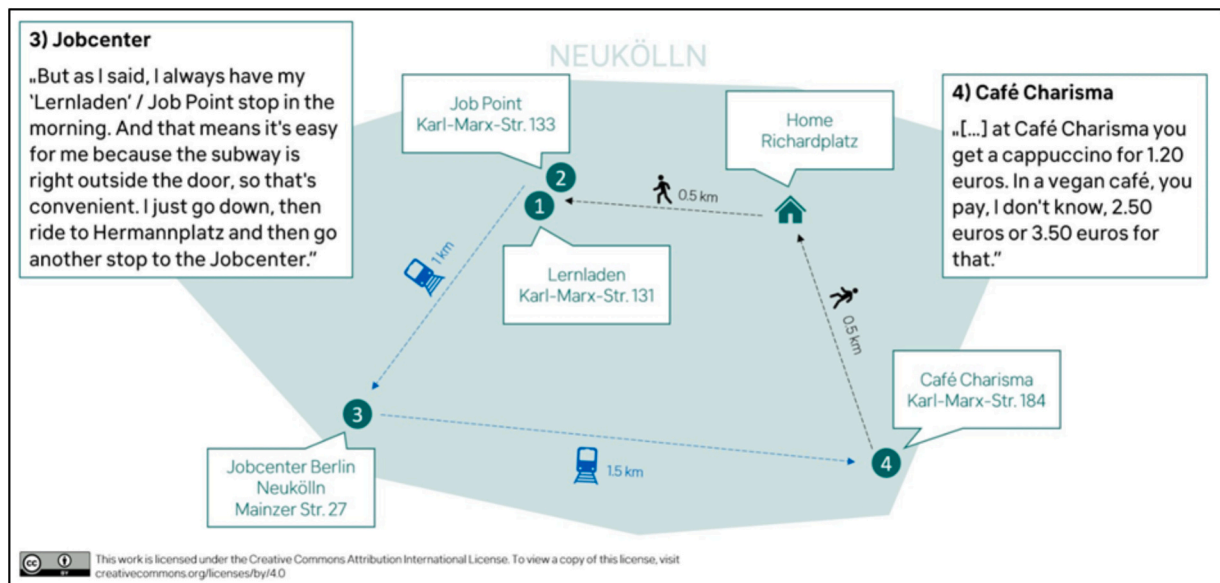 3) Jobcenter
„But as I said, I always have my
‘Lernladen’ / Job Point stop in the
morning. And that means it's easy
for me because the subway is
right outside the door, so that's
convenient. I just go down, then
ride to Hermannplatz and then go
another stop to the Jobcenter.”
NEUKÖLLN
Job Point
Karl-Marx-Str. 133
Home
Richardplatz
4) Café Charisma
„[...] at Café Charisma you
get a cappuccino for 1.20
euros. In a vegan café, you
pay, I don't know, 2.50
euros or 3.50 euros for
that.”
2
1
0.5 km
Lernladen
Karl-Marx-Str. 131
1 km
0.5 km
Café Charisma
Karl-Marx-Str. 184
3
4
Jobcenter Berlin
Neukölln
Mainzer Str. 27
1.5 km
cc
BY
This work is licensed under the Creative Commons Attribution International License. To view a copy of this license, visit
creativecommons.org/licenses/by/4.0